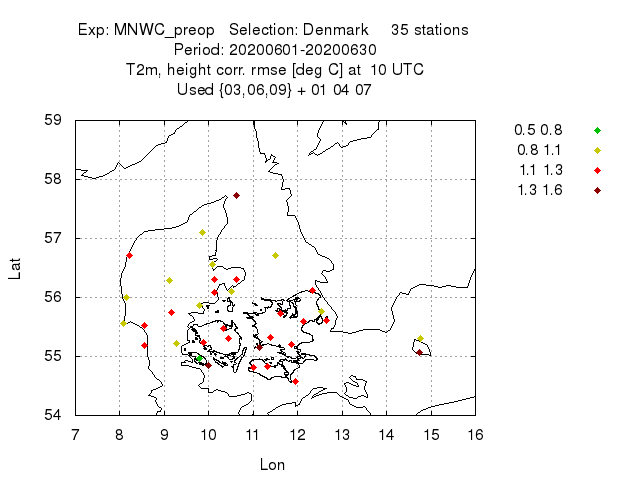 Exp: MNWC_preop Selection: Denmark 35 stations
Period: 20200601-20200630
T2m, height corr. rmse [deg C] at 10 UTC
Used {03,06,09} + 01 04 07
0.5 0.8
0.8 1.1
1.1 1.3
1.3 1.6
59
58
57
56
55
54
Lat
7 8 9 10 11 12 13 14 15 16
Lon